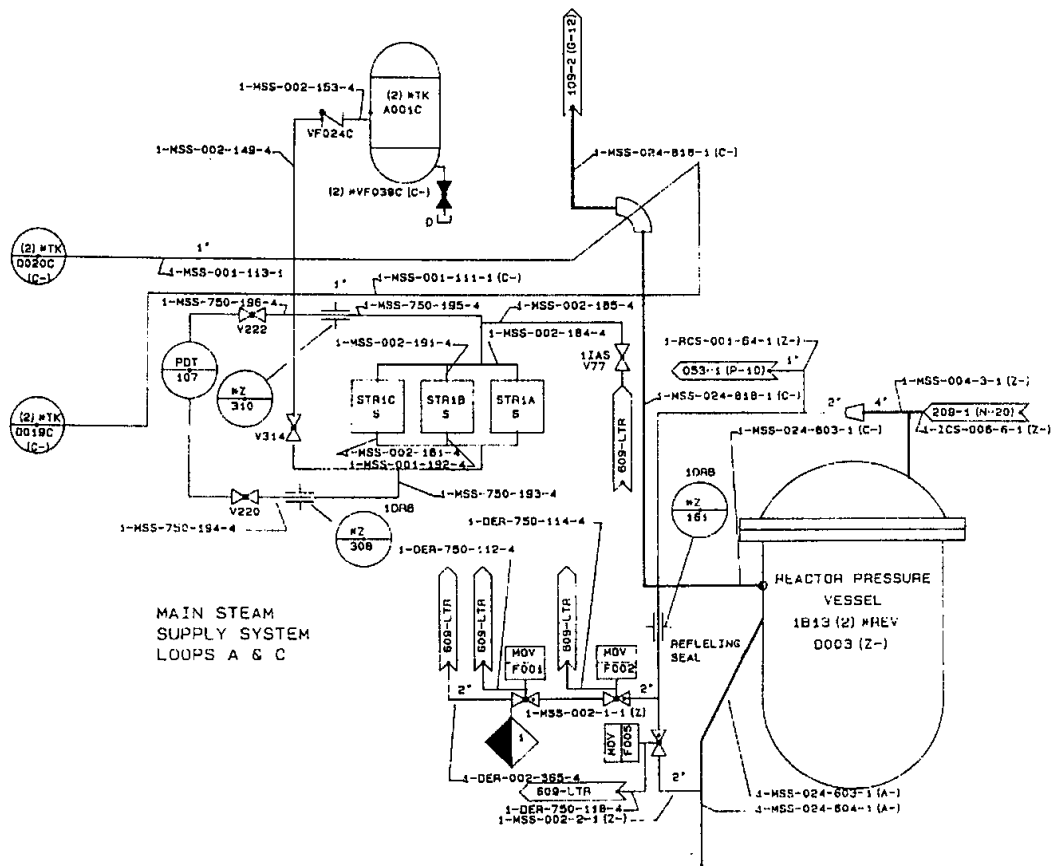 109-2 (G-12)
1-MSS-002-153-4
(2) *TK
A001C
VF024C
1-MSS-002-149-4
1-MSS-024-818-1 (C-)
(2) *VF039C (C-)
D
(2) *TK
D020C
(C-)
1"
1-MSS-001-113-1
1-MSS-001-111-1 (C-)
1"
1-MSS-750-196-4
1-MSS-750-195-4
1-MSS-002-185-4
V222
1-MSS-002-184-4
1-RCS-001-64-1 (Z-)
1-MSS-002-191-4
1IAS
V77
053-1 (P-10)
1"
PDT
107
*Z
310
STR1C
S
STR1B
S
STR1A
S
1-MSS-004-3-1 (Z-)
1-MSS-024-818-1 (C-)
2"
4"
209-1 (N-20)
(2) *TK
D019C
(C-)
V314
609-LTR
1-MSS-024-603-1 (C-)
1-ICS-006-6-1 (Z-)
1-MSS-002-161-4
1-MSS-001-192-4
1-MSS-750-193-4
1DRB
*Z
161
V220
1DRB
1-MSS-750-194-4
*Z
308
1-DER-750-114-4
1-DER-750-112-4
REACTOR PRESSURE
VESSEL
1B13 (2) *REV
D003 (Z-)
MAIN STEAM
SUPPLY SYSTEM
LOOPS A & C
609-LTR
609-LTR
609-LTR
REFLELING
SEAL
MOV
F001
MOV
F002
2"
2"
1-MSS-002-1-1 (Z)
1
MOV
F005
1-DER-002-365-4
2"
609-LTR
1-DER-750-118-4
1-MSS-002-2-1 (Z-)
1-MSS-024-603-1 (A-)
1-MSS-024-604-1 (A-)